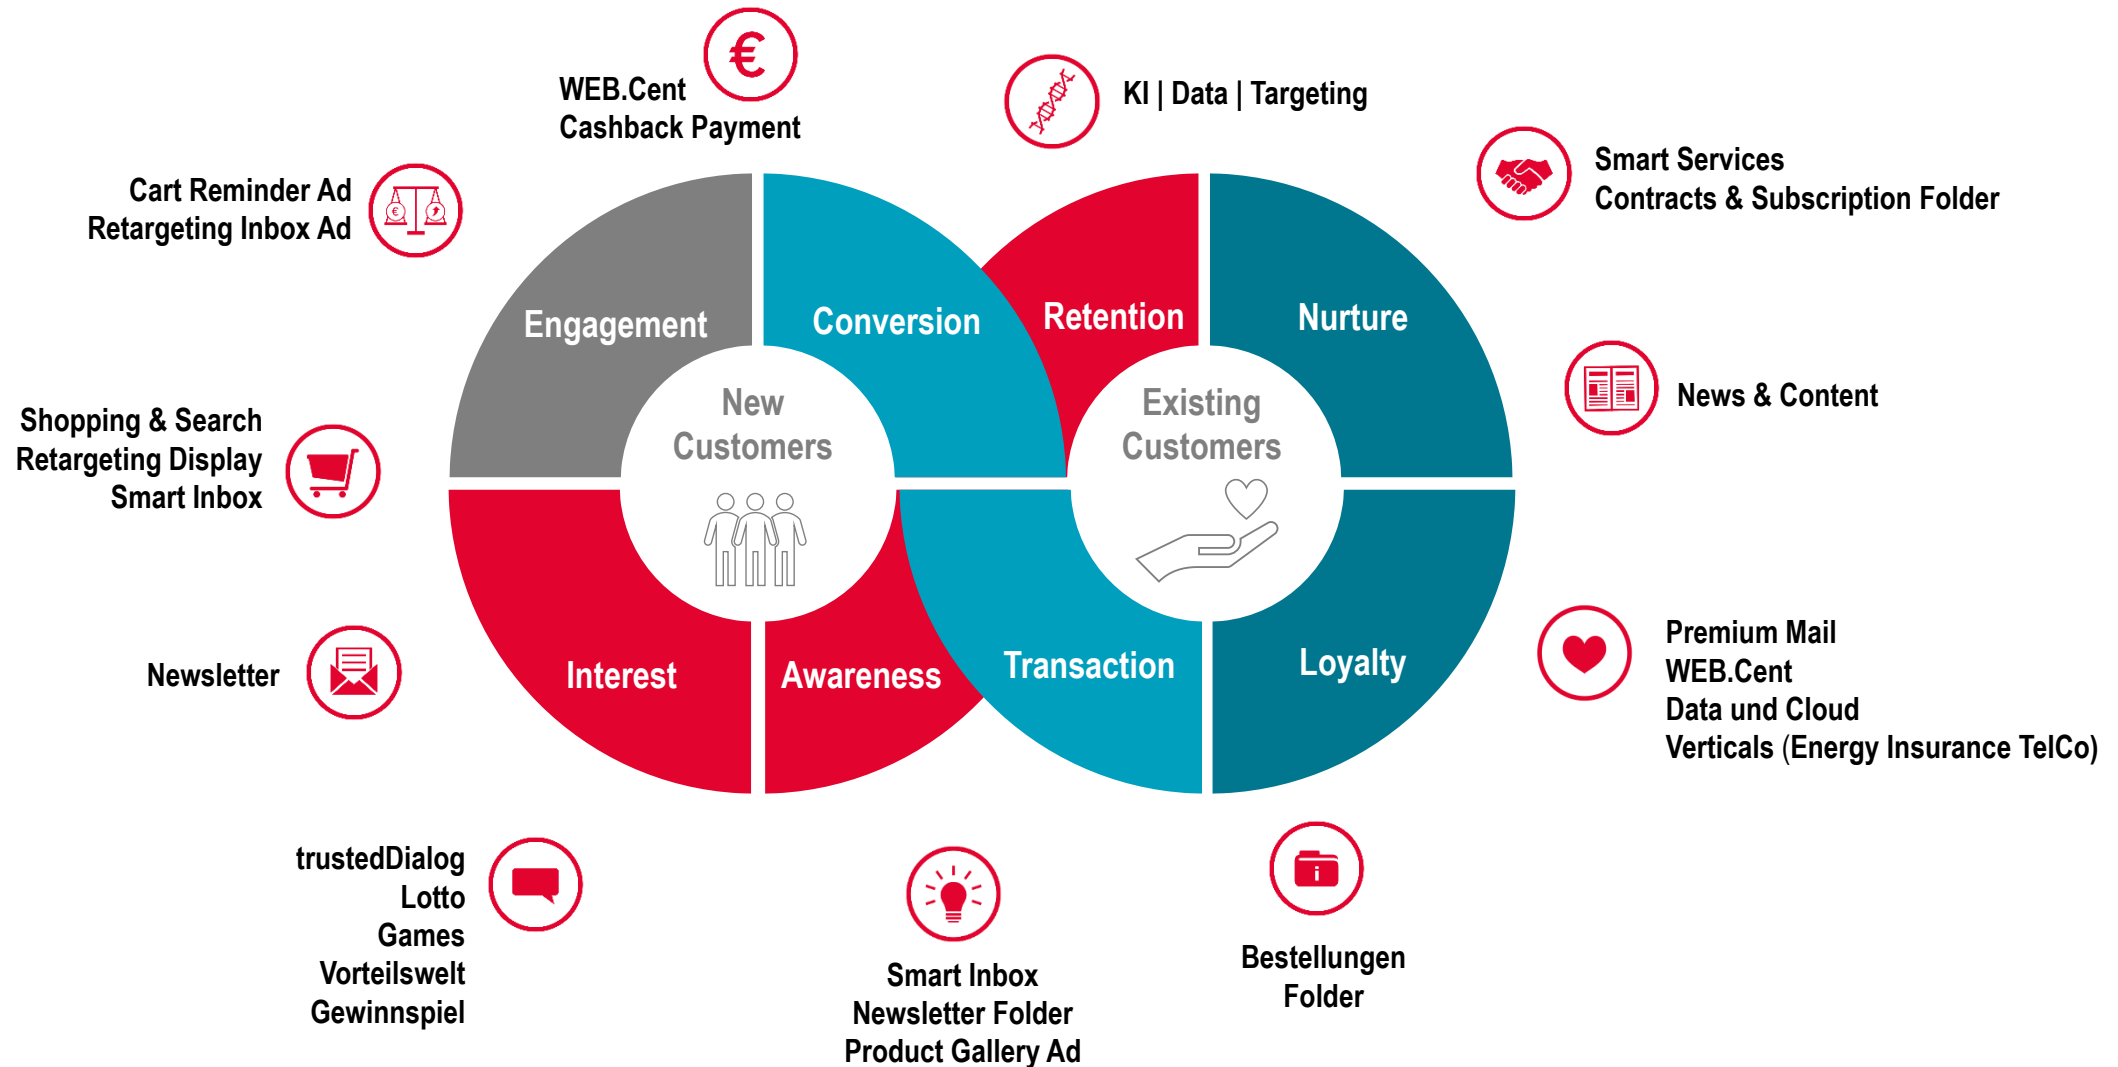 WEB.Cent
Cashback Payment
KI | Data | Targeting
Cart Reminder Ad
Retargeting Inbox Ad
Smart Services
Contracts & Subscription Folder
Engagement
Conversion
Retention
Nurture
New
Customers
Existing
Customers
Shopping & Search
Retargeting Display
Smart Inbox
News & Content
Newsletter
Interest
Awareness
Transaction
Loyalty
Premium Mail
WEB.Cent
Data und Cloud
Verticals (Energy Insurance TelCo)
trustedDialog
Lotto
Games
Vorteilswelt
Gewinnspiel
Smart Inbox
Newsletter Folder
Product Gallery Ad
Bestellungen
Folder